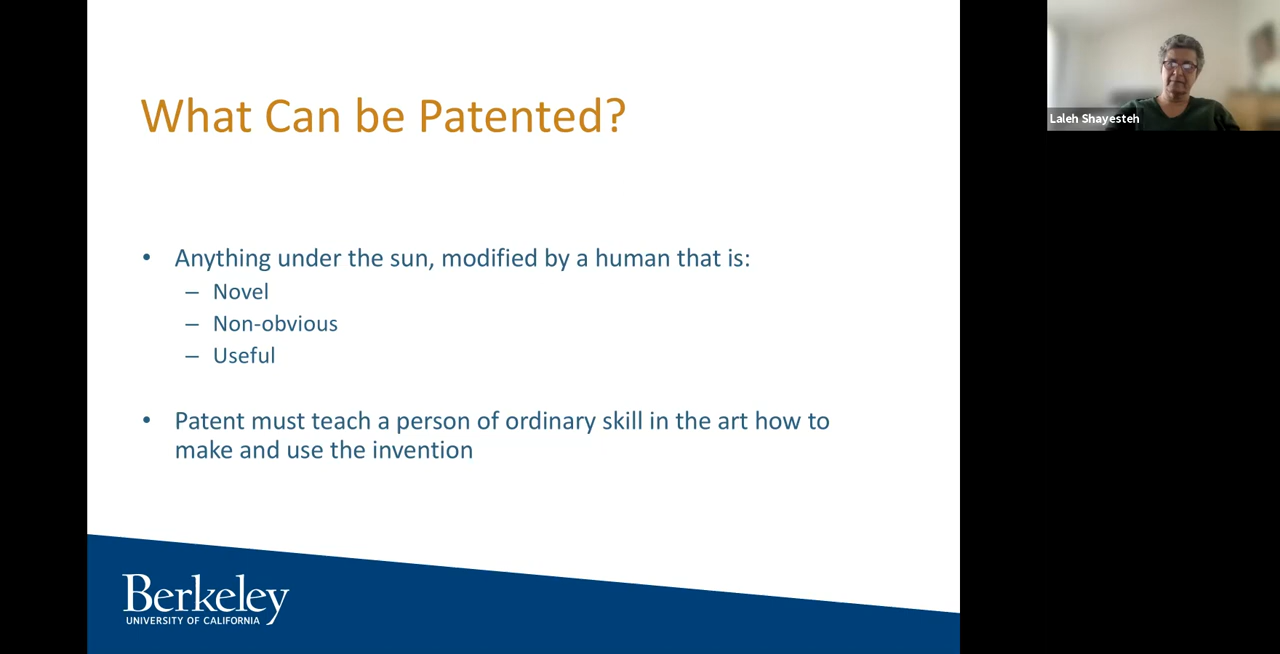 What Can be Patented?
• Anything under the sun, modified by a human that is:
– Novel
– Non-obvious
– Useful
• Patent must teach a person of ordinary skill in the art how to
make and use the invention
Berkeley
UNIVERSITY OF CALIFORNIA
Laleh Shayesteh